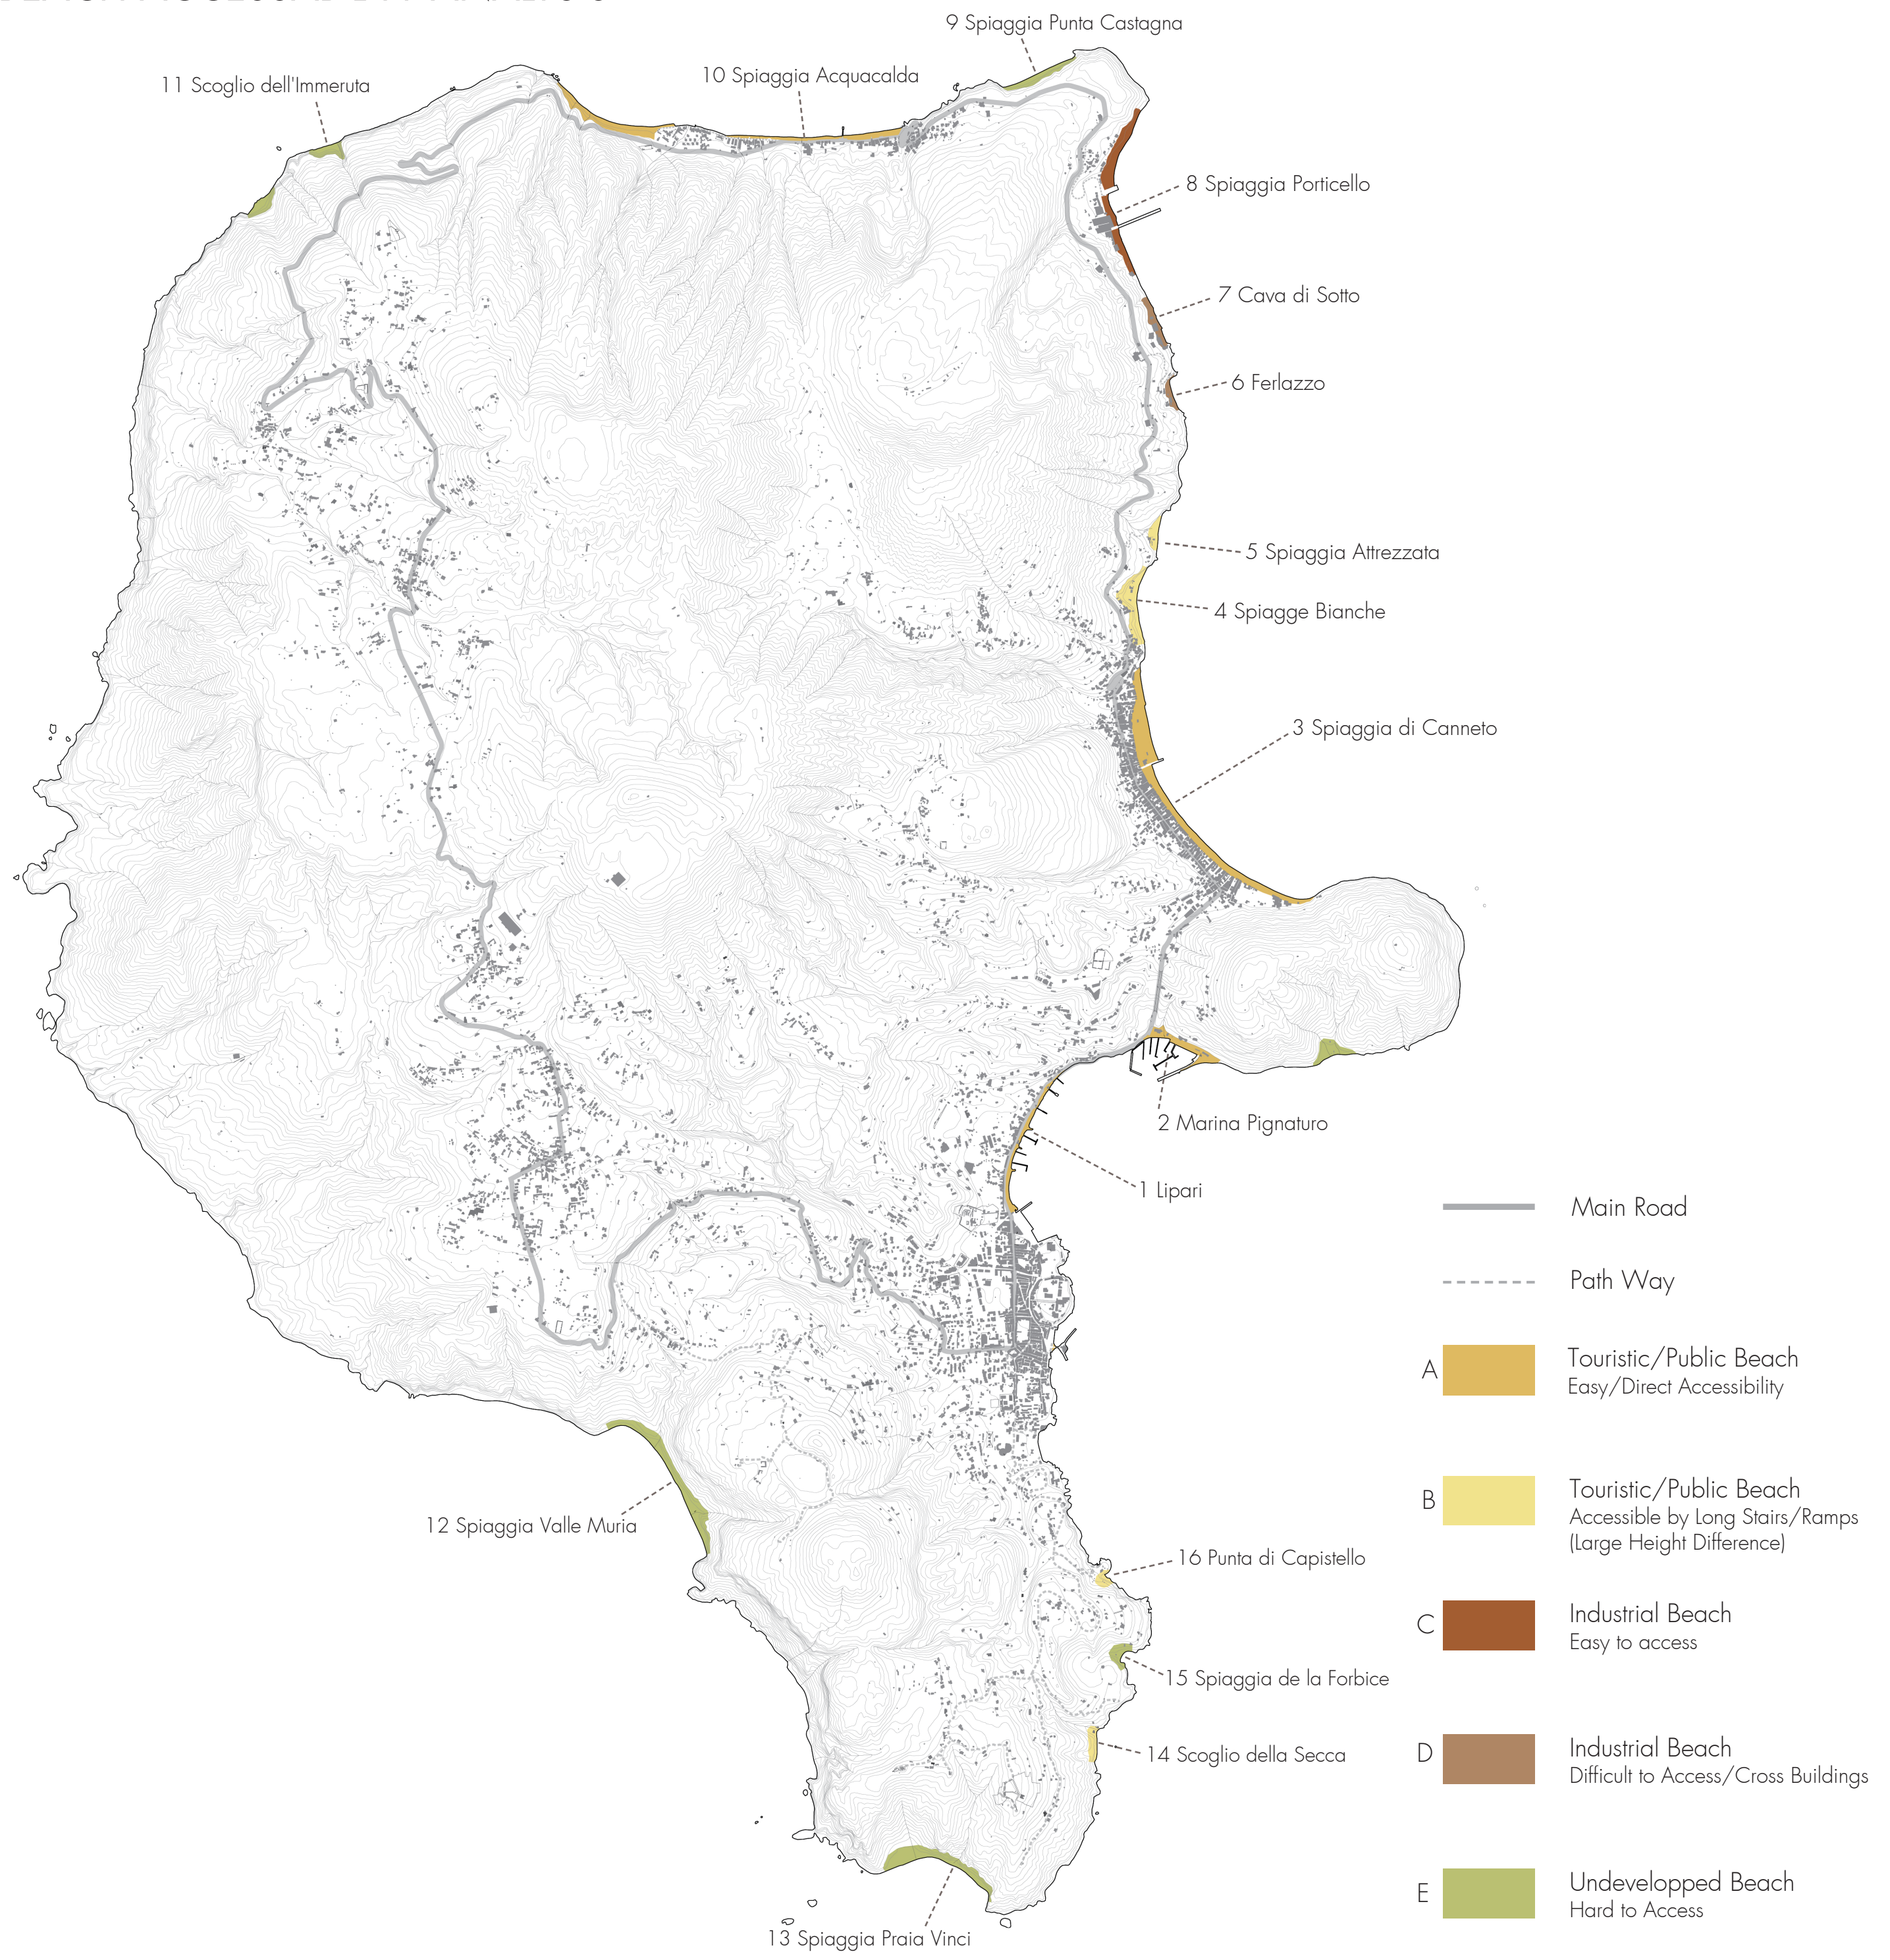 9 Spiaggia Punta Castagna
10 Spiaggia Acquacalda
11 Scoglio dell'Immeruta
8 Spiaggia Porticello
7 Cava di Sotto
6 Ferlazzo
5 Spiaggia Attrezzata
4 Spiagge Bianche
3 Spiaggia di Canneto
2 Marina Pignaturo
1 Lipari
Main Road
Path Way
A
Touristic/Public Beach
Easy/Direct Accessibility
B
Touristic/Public Beach
Accessible by Long Stairs/Ramps
(Large Height Difference)
12 Spiaggia Valle Muria
16 Punta di Capistello
C
Industrial Beach
Easy to access
15 Spiaggia de la Forbice
14 Scoglio della Secca
D
Industrial Beach
Difficult to Access/Cross Buildings
E
Undevelopped Beach
Hard to Access
13 Spiaggia Praia Vinci